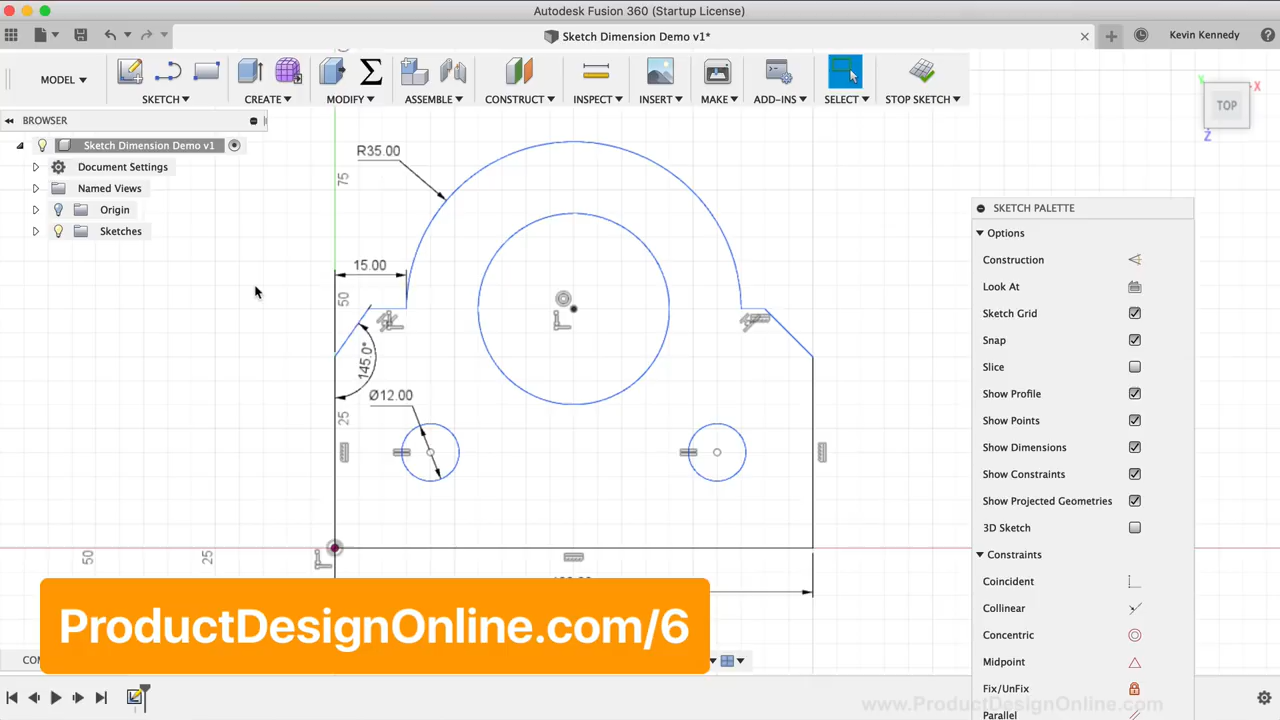 Autodesk Fusion 360 (Startup License)
Sketch Dimension Demo v1*
Kevin Kennedy
MODEL
SKETCH
CREATE
MODIFY
ASSEMBLE
CONSTRUCT
INSPECT
INSERT
MAKE
ADD-INS
SELECT
STOP SKETCH
BROWSER
Sketch Dimension Demo v1
Document Settings
Named Views
Origin
Sketches
TOP
X
Y
Z
R35.00
75
15.00
50
145.0°
Ø12.00
25
50
25
SKETCH PALETTE
Options
Construction
Look At
Sketch Grid
Snap
Slice
Show Profile
Show Points
Show Dimensions
Show Constraints
Show Projected Geometries
3D Sketch
Constraints
Coincident
Collinear
Concentric
Midpoint
Fix/UnFix
Parallel
ProductDesignOnline.com/6
www.ProductDesignOnline.com